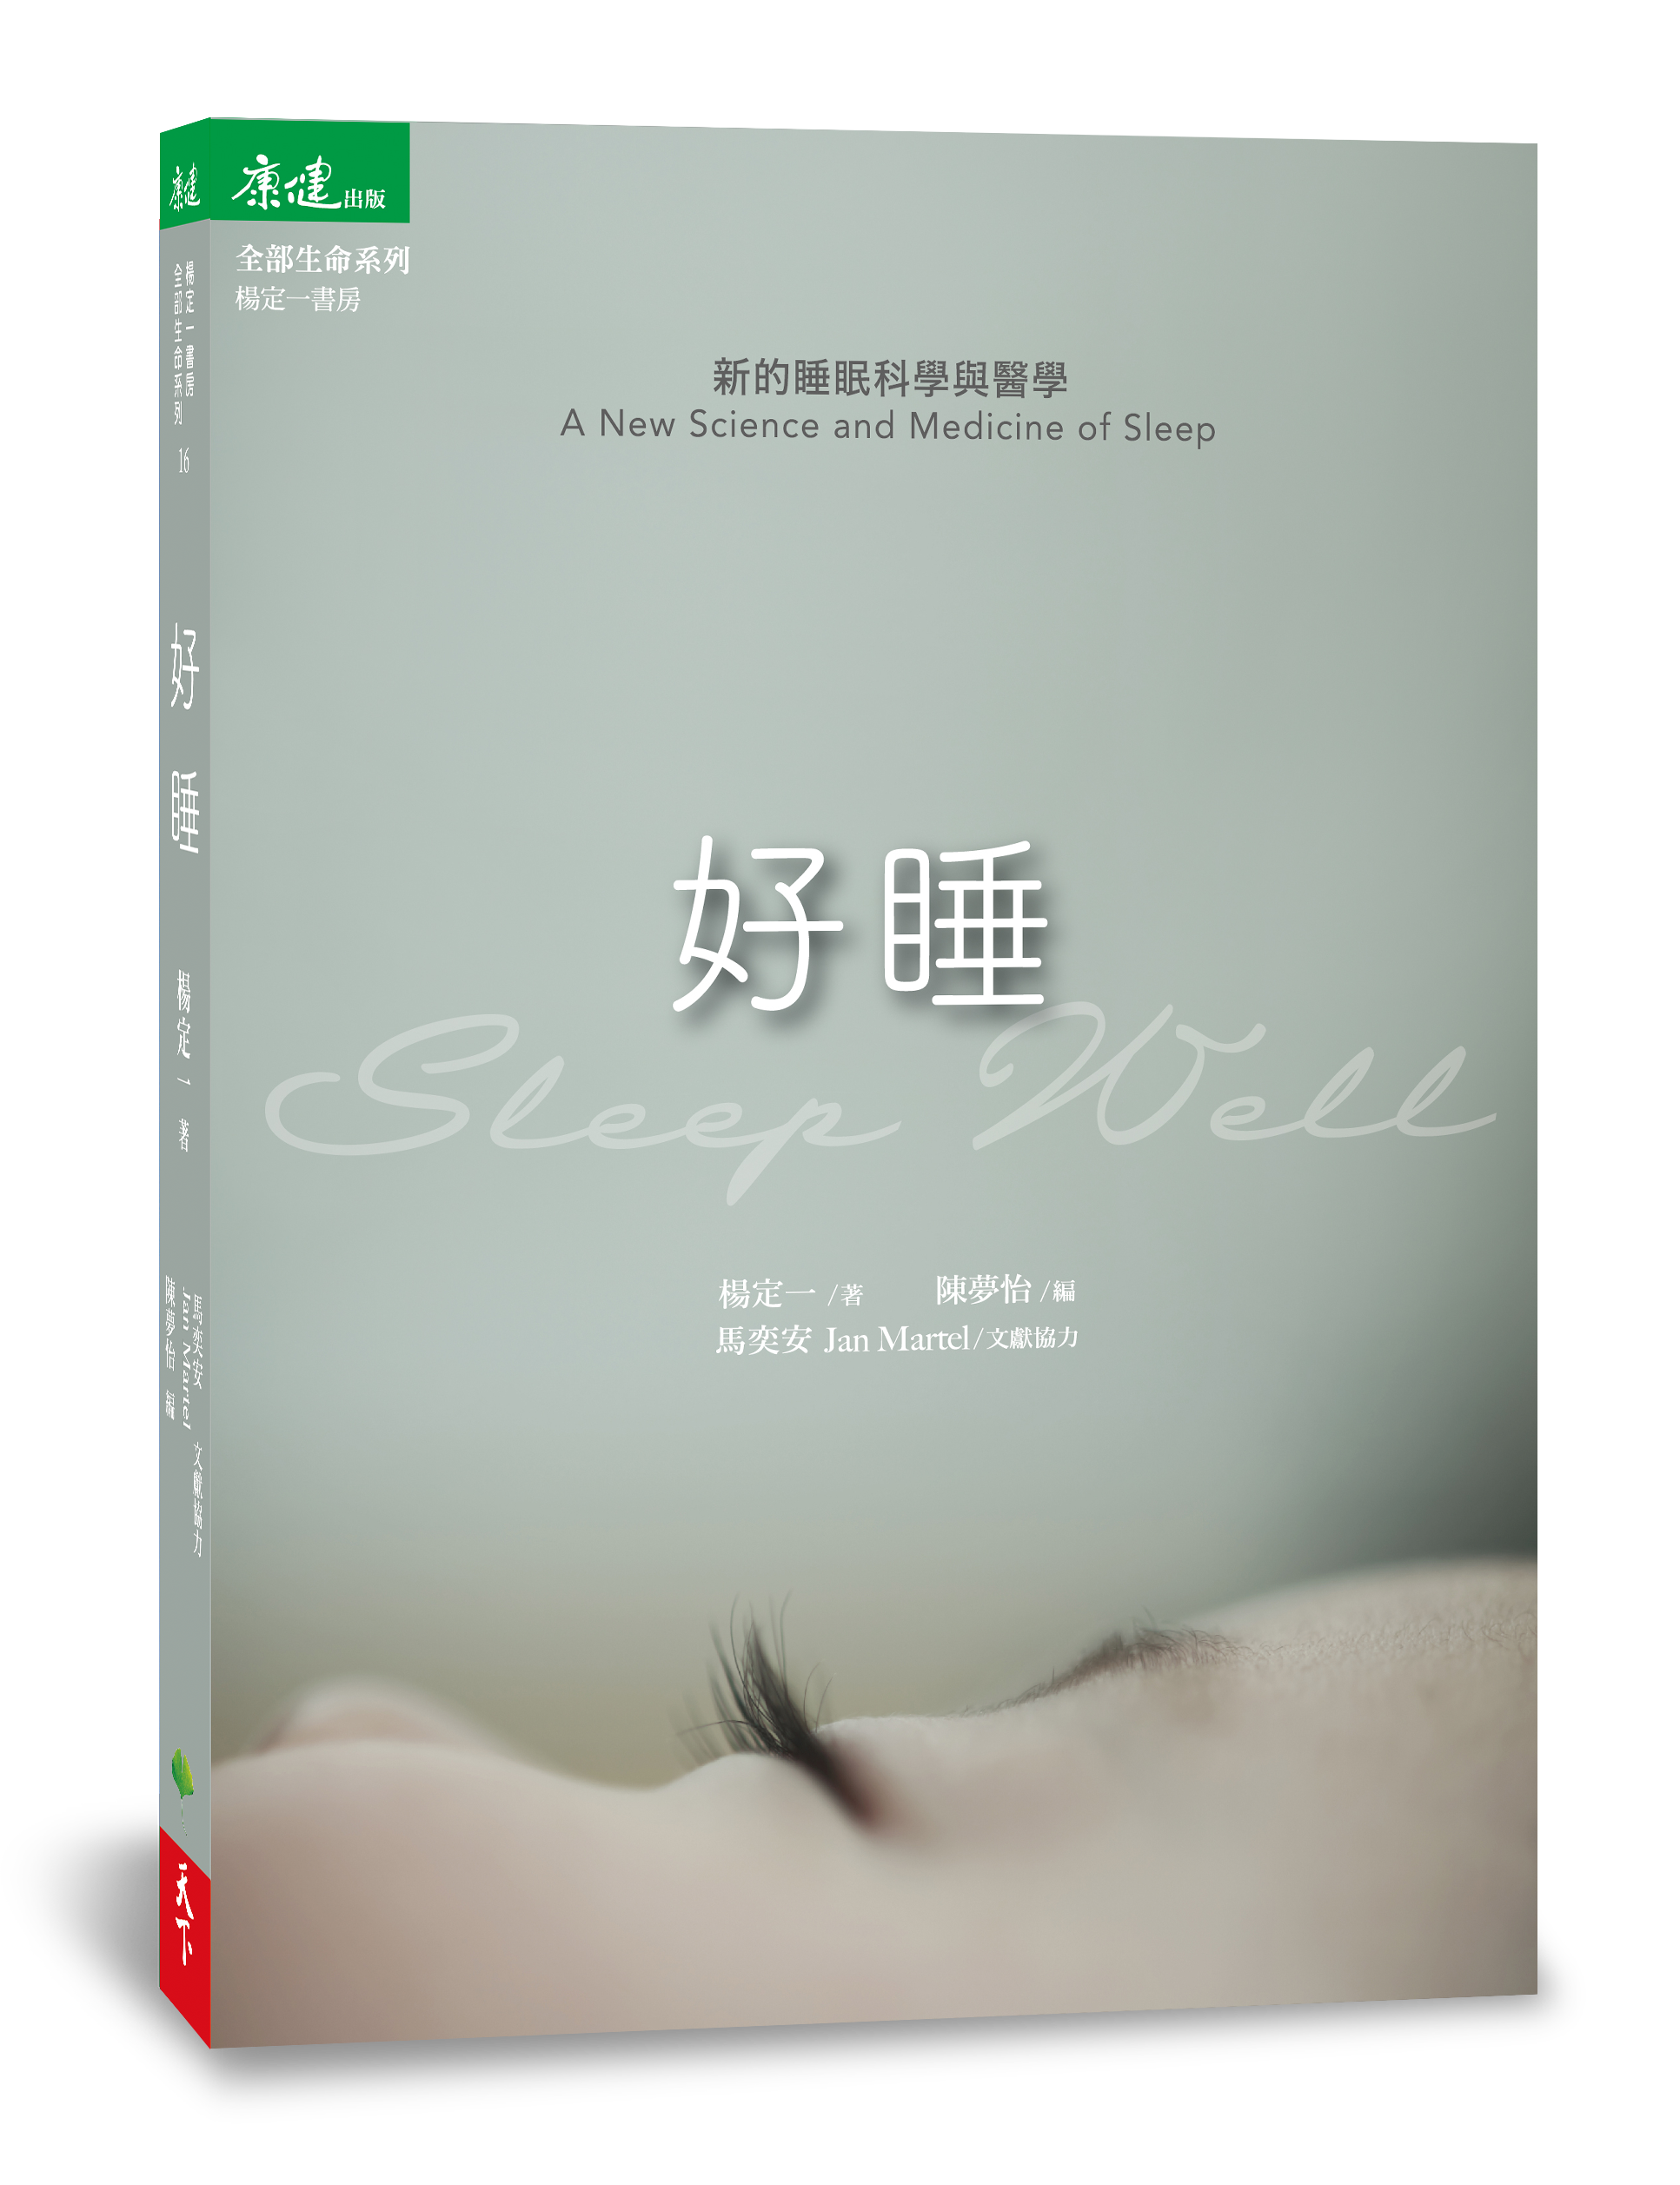 康健出版
全部生命系列
楊定一書房
新的睡眠科學與醫學
A New Science and Medicine of Sleep
好睡
Sleep Well
楊定一/著 陳夢怡/編
馬奕安 Jan Martel/文獻協力
康健
楊定一書房
全部生命系列 16
好睡
楊定一 著
馬奕安 Jan Martel 文獻協力
陳夢怡 編
天下